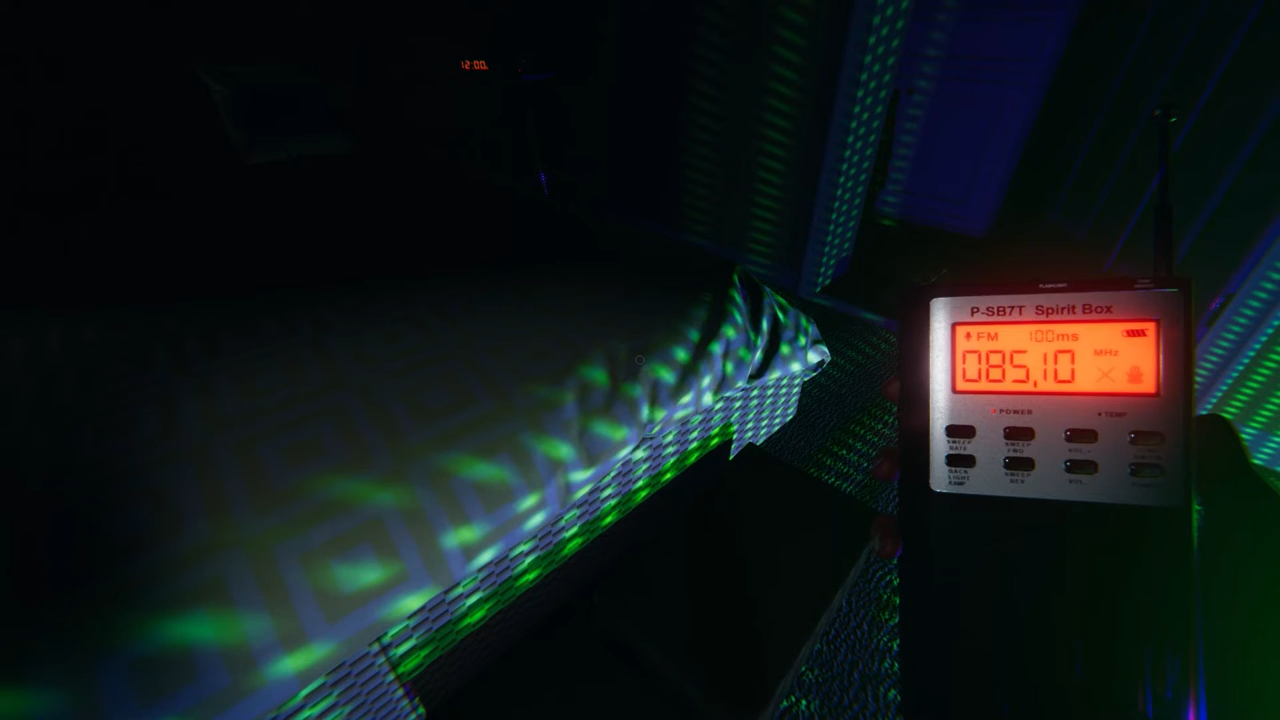 12:00
FLASHLIGHT
P-SB7T Spirit Box
FM 100ms
085,10 MHz
POWER
TEMP
SWEEP RATE
SWEEP FWD
VOL.+
BACK LIGHT
SWEEP REV
VOL.